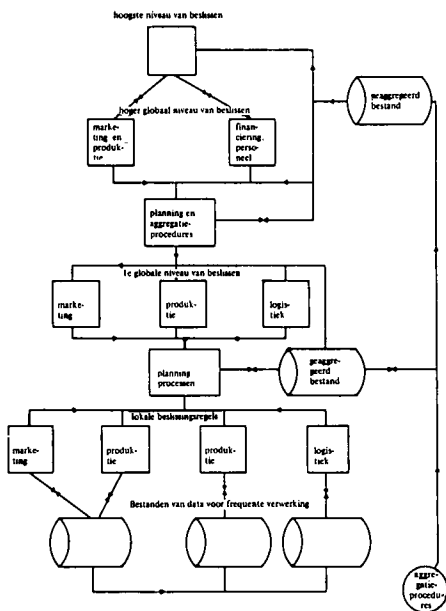 hoogste niveau van beslissen
geaggregeerd
bestand
hoger globaal niveau van beslissen
marke-
ting en
produk-
tie
finan-
ciering,
perso-
neel
planning en
aggregatie-
procedures
1e globale niveau van beslissen
marke-
ting
produk-
tie
logis-
tiek
planning
processen
geaggre-
geerd
bestand
lokale beslissingsregels
marke-
ting
produk-
tie
produk-
tie
logis-
tiek
Bestanden van data voor frequente verwerking
aggre-
gatie-
procedu-
res